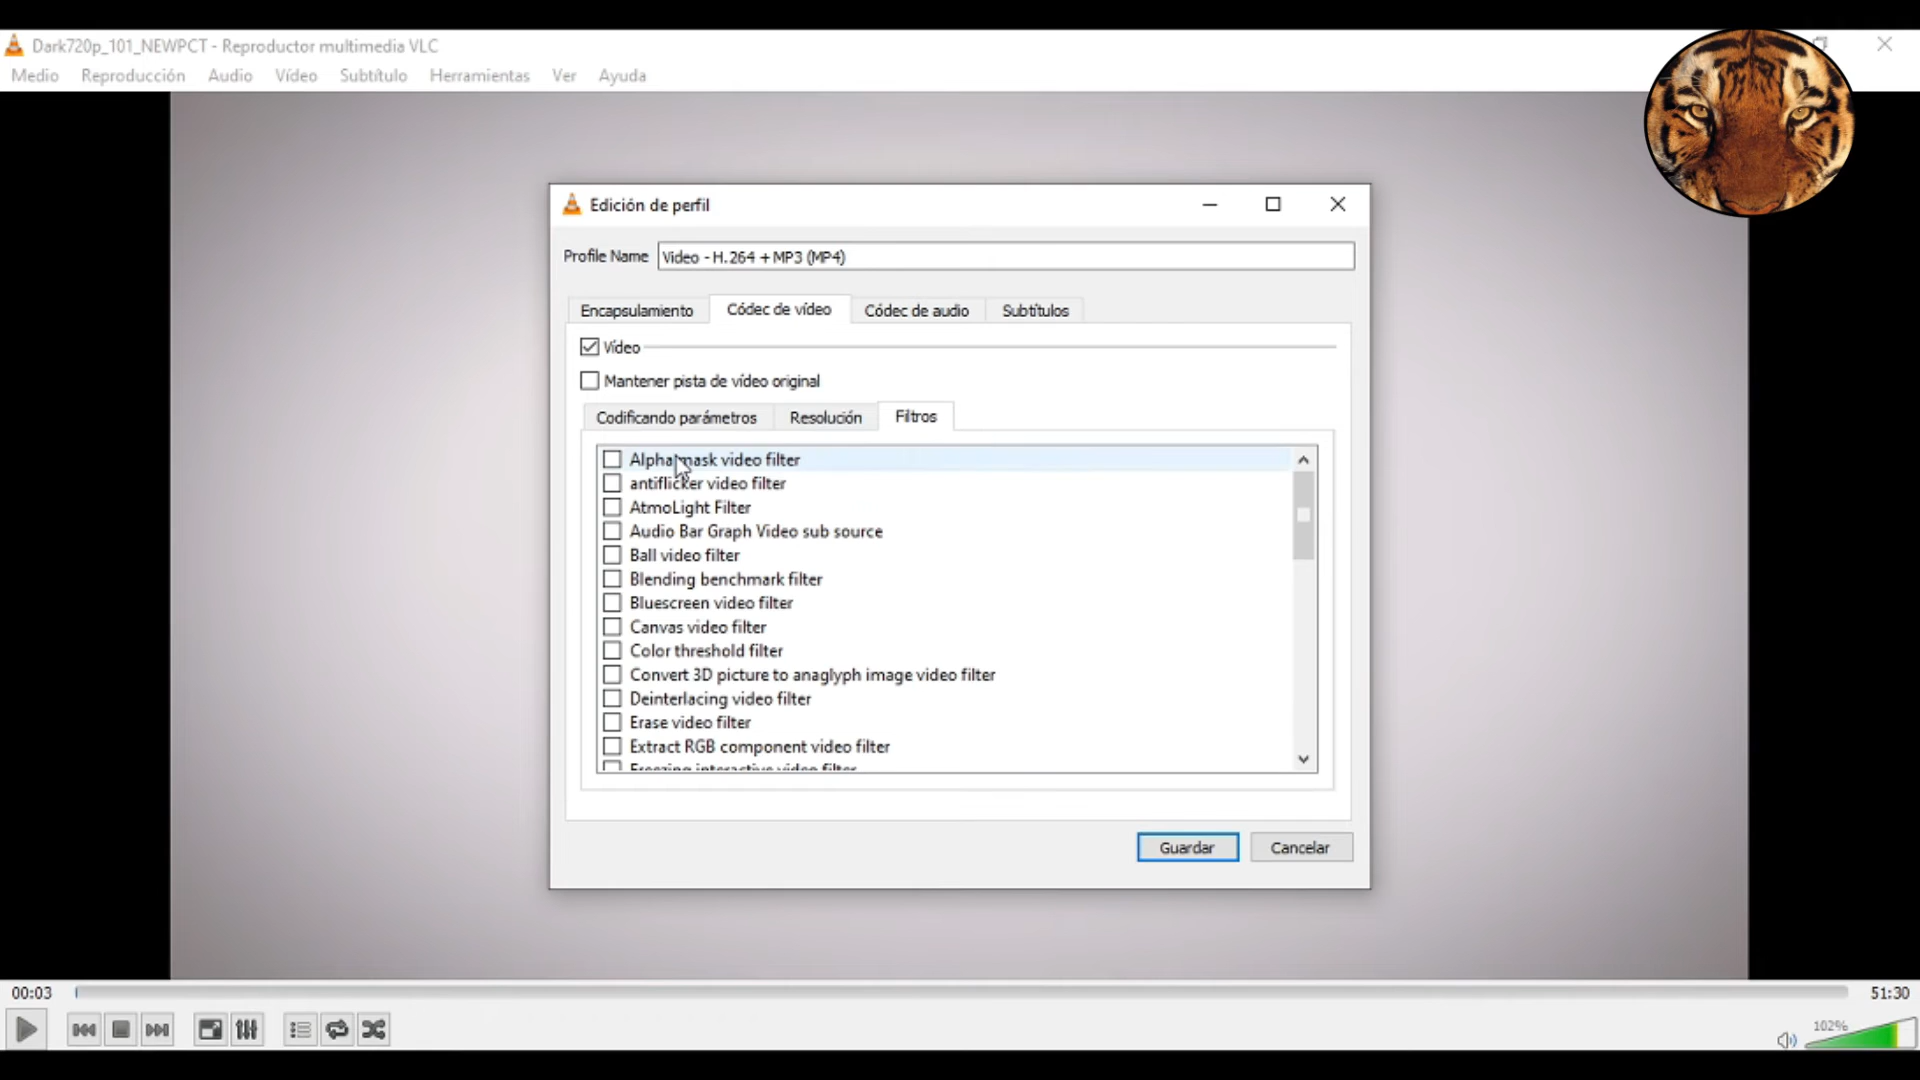 Dark720p_101_NEWPCT - Reproductor multimedia VLC
Medio Reproducción Audio Vídeo Subtítulo Herramientas Ver Ayuda
Edición de perfil
Profile Name Video - H.264 + MP3 (MP4)
Encapsulamiento Códec de vídeo Códec de audio Subtítulos
Vídeo
Mantener pista de vídeo original
Codificando parámetros Resolución Filtros
Alpha mask video filter
antiflicker video filter
AtmoLight Filter
Audio Bar Graph Video sub source
Ball video filter
Blending benchmark filter
Bluescreen video filter
Canvas video filter
Color threshold filter
Convert 3D picture to anaglyph image video filter
Deinterlacing video filter
Erase video filter
Extract RGB component video filter
Freezing interactive video filter
Guardar Cancelar
00:03 51:30
102%